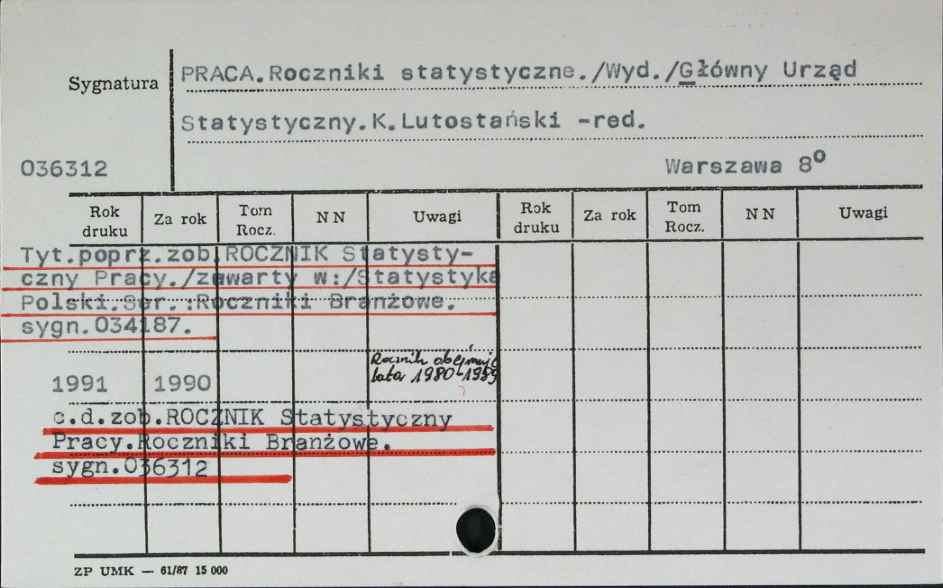 PRACA.Roczniki statystyczne./Wyd./Główny Urząd
Sygnatura
Statystyczny.K.Lutostański -red.
036312
Warszawa 8º
Rok druku Za rok Tom Rocz. NN Uwagi Rok druku Za rok Tom Rocz. NN Uwagi
Tyt.poprz.zob.ROCZNIK Statysty-
czny Pracy./zawarty w:/Statystyka
Polski.Ser.:Roczniki Branżowe.
sygn.034187.
Rocznik obejmuje
lata 1980-1989
1991 1990
c.d.zob.ROCZNIK Statystyczny
Pracy.Roczniki Branżowe.
sygn.036312
ZP UMK — 61/87 15 000